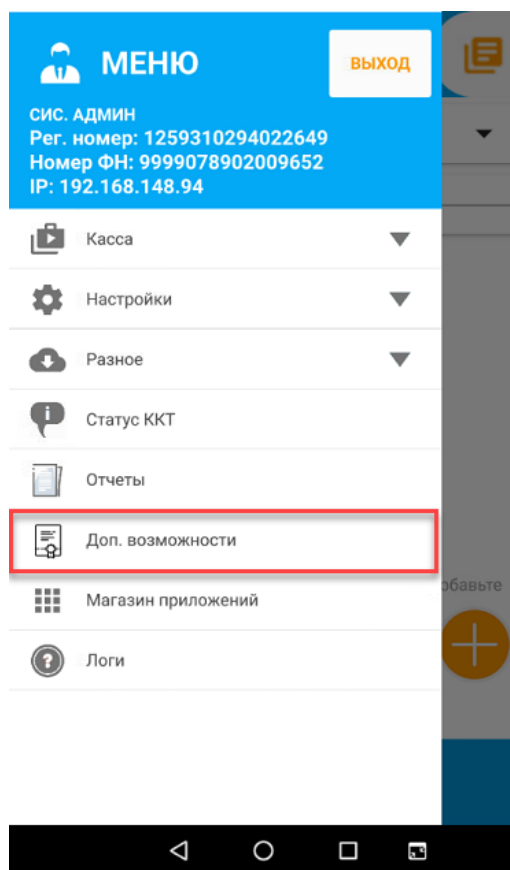 МЕНЮ
ВЫХОД
СИС. АДМИН
Рег. номер: 1259310294022649
Номер ФН: 9999078902009652
IP: 192.168.148.94
Касса
Настройки
Разное
Статус ККТ
Отчеты
Доп. возможности
обавьте
Магазин приложений
Логи